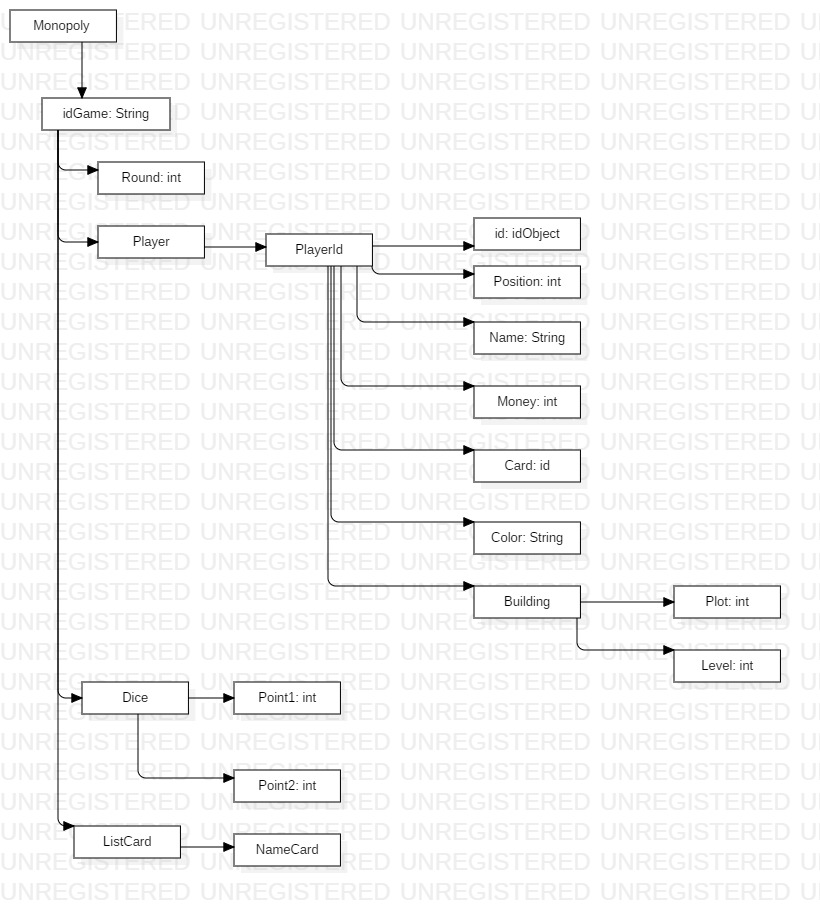 Monopoly
idGame: String
Round: int
Player
PlayerId
id: idObject
Position: int
Name: String
Money: int
Card: id
Color: String
Building
Plot: int
Level: int
Dice
Point1: int
Point2: int
ListCard
NameCard
UNREGISTERED